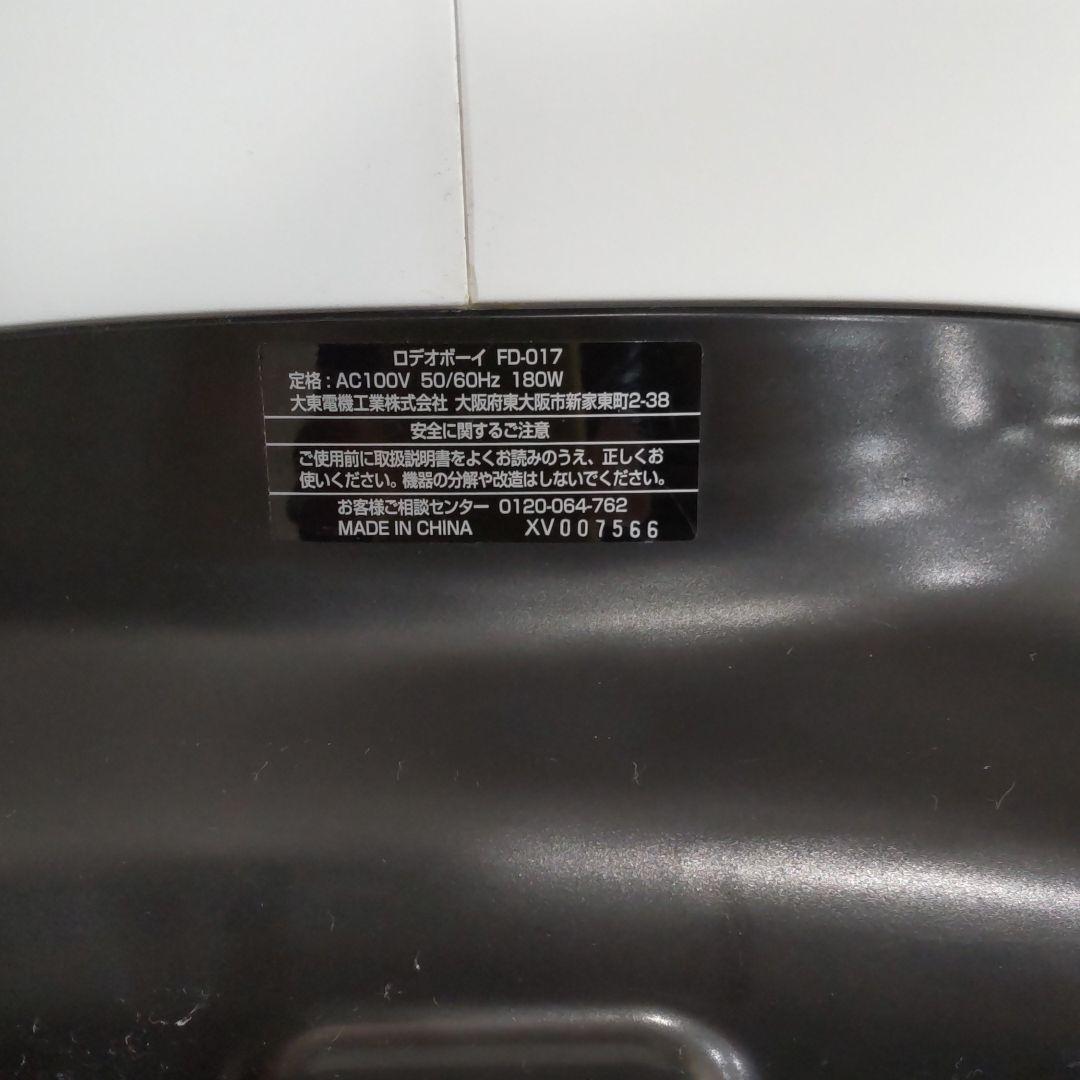 ロデオボーイ FD-017
定格 : AC100V 50/60Hz 180W
大東電機工業株式会社 大阪府東大阪市新家東町2-38
安全に関するご注意
ご使用前に取扱説明書をよくお読みのうえ、正しくお
使いください。機器の分解や改造はしないでください。
お客様ご相談センター 0120-064-762
MADE IN CHINA XV007566